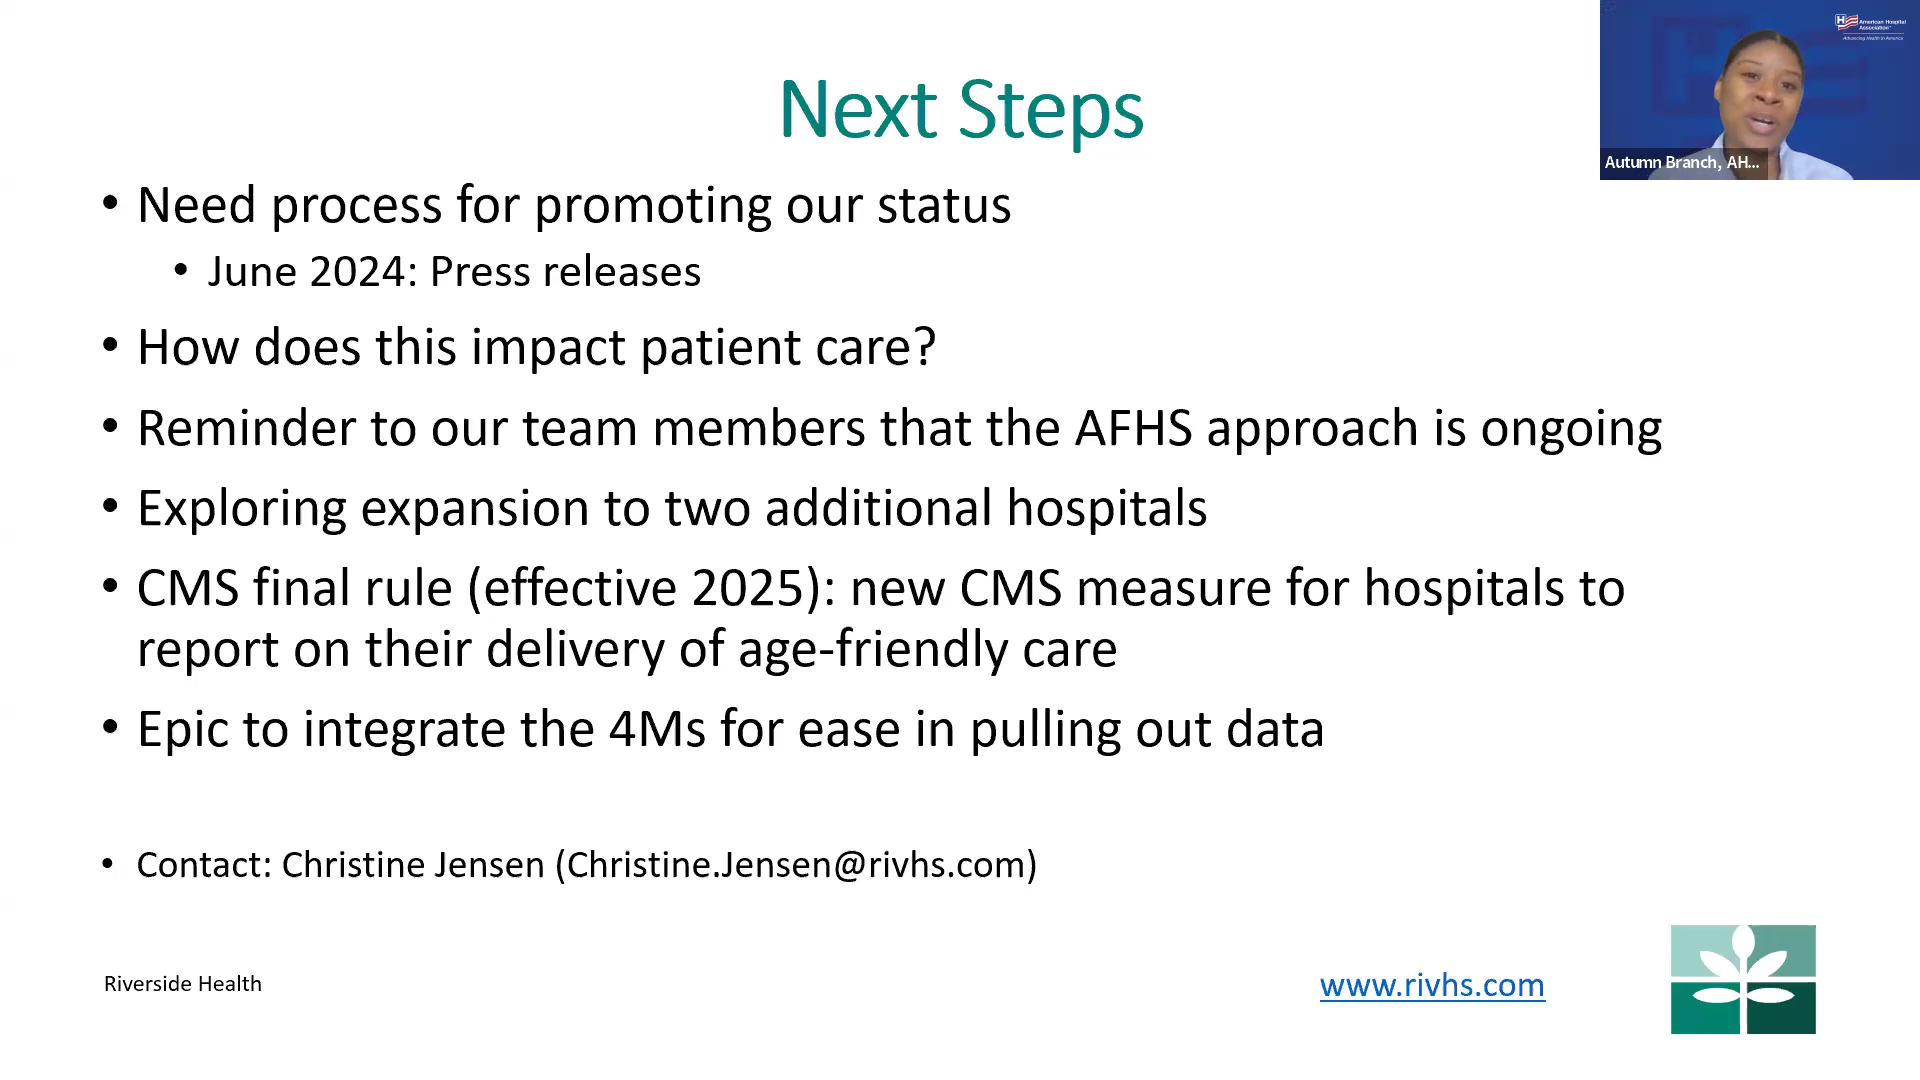 American Hospital
Association™
Advancing Health in America
Autumn Branch, AH...
Next Steps
• Need process for promoting our status
• June 2024: Press releases
• How does this impact patient care?
• Reminder to our team members that the AFHS approach is ongoing
• Exploring expansion to two additional hospitals
• CMS final rule (effective 2025): new CMS measure for hospitals to
report on their delivery of age-friendly care
• Epic to integrate the 4Ms for ease in pulling out data
• Contact: Christine Jensen (Christine.Jensen@rivhs.com)
Riverside Health
www.rivhs.com